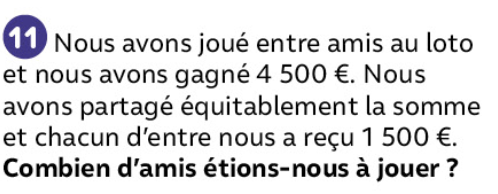 11 Nous avons joué entre amis au loto
et nous avons gagné 4 500 €. Nous
avons partagé équitablement la somme
et chacun d'entre nous a reçu 1 500 €.
Combien d'amis étions-nous à jouer ?